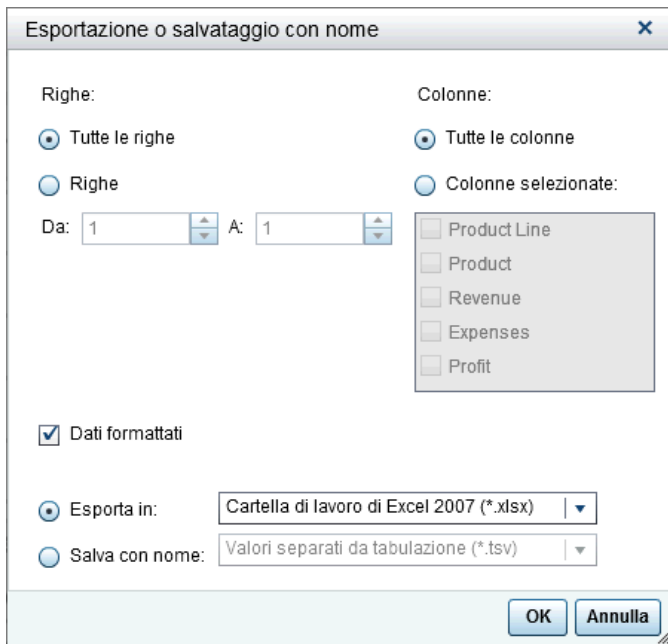 Esportazione o salvataggio con nome
Righe:
Colonne:
Tutte le righe
Tutte le colonne
Righe
Colonne selezionate:
Da: 1 A: 1
Product Line
Product
Revenue
Expenses
Profit
Dati formattati
Esporta in: Cartella di lavoro di Excel 2007 (*.xlsx)
Salva con nome: Valori separati da tabulazione (*.tsv)
OK Annulla